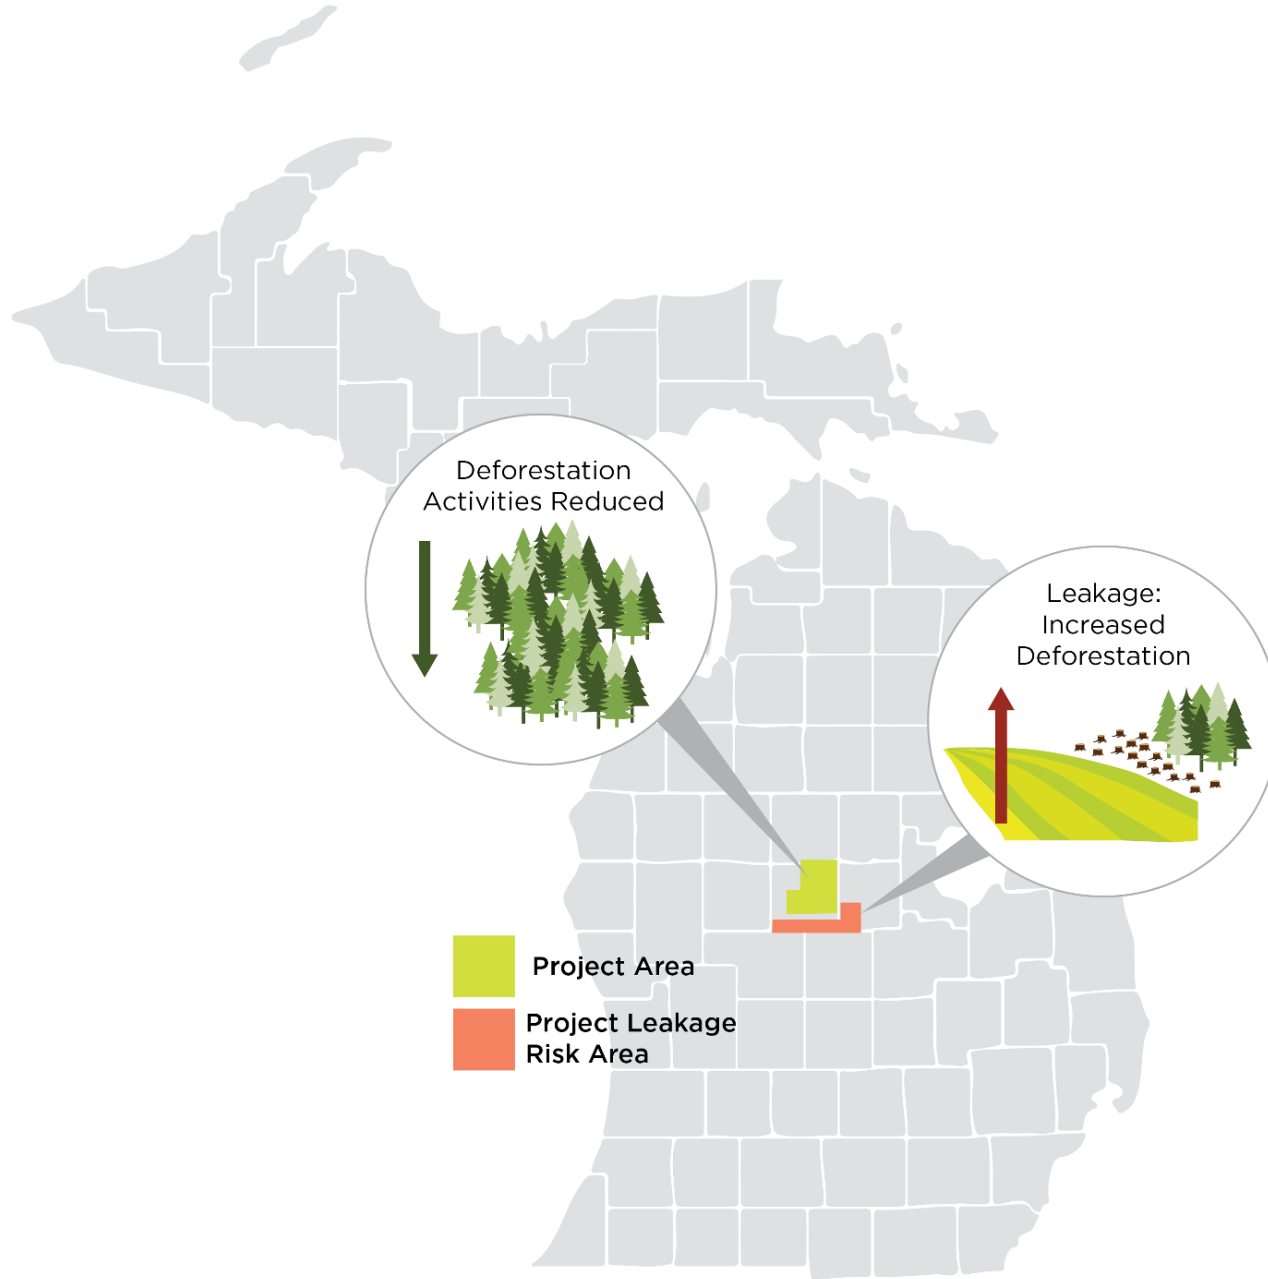 Deforestation
Activities Reduced
Leakage:
Increased
Deforestation
Project Area
Project Leakage
Risk Area